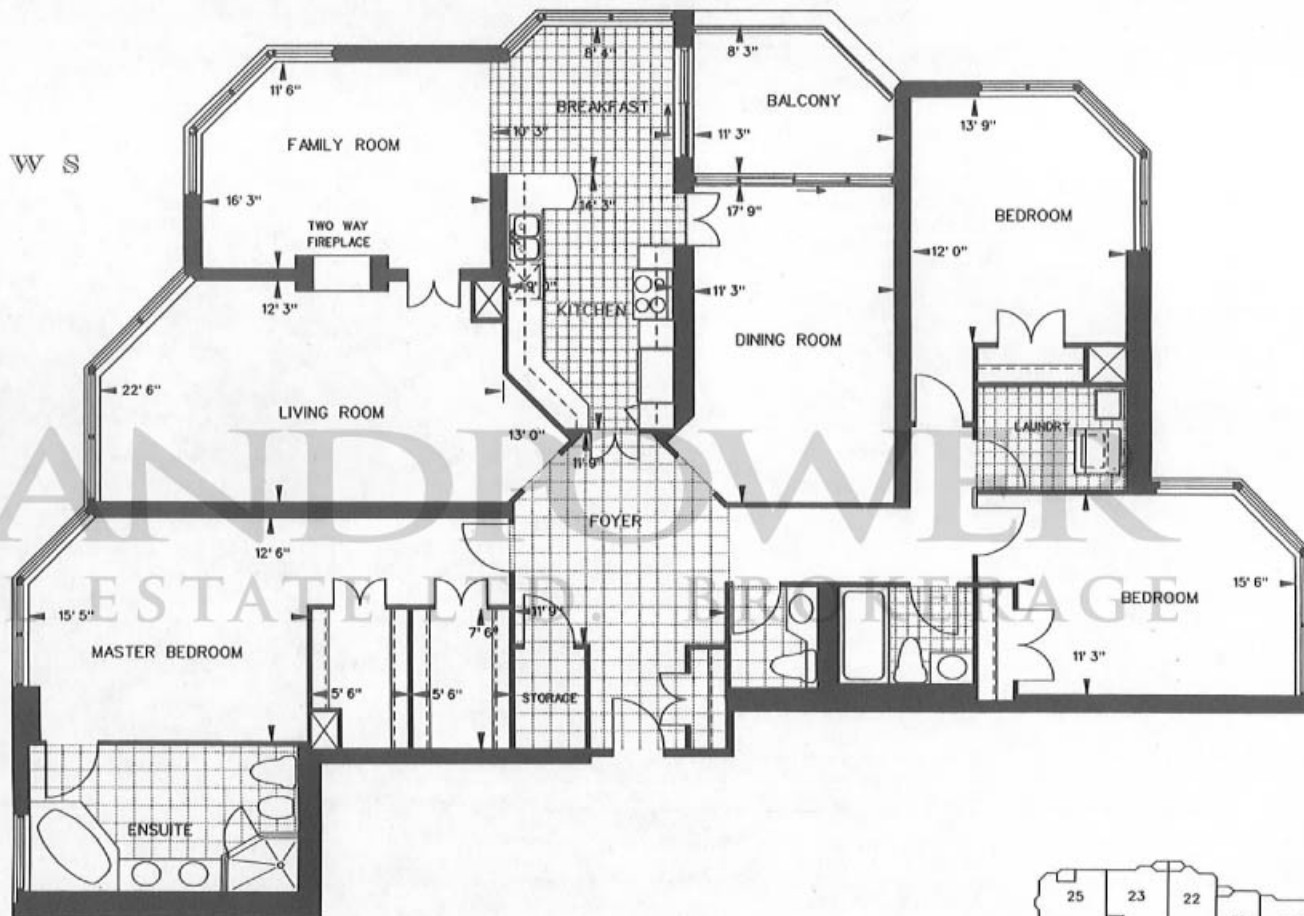 8' 4"
8' 3"
11' 6"
BREAKFAST
BALCONY
13' 9"
10' 3"
11' 3"
FAMILY ROOM
W S
16' 3"
14' 3"
17' 9"
BEDROOM
TWO WAY
FIREPLACE
12' 0"
12' 3"
9' 0"
11' 3"
KITCHEN
DINING ROOM
22' 6"
LIVING ROOM
LAUNDRY
13' 0"
11' 9"
ANDPOWER
FOYER
12' 6"
ESTATE LTD. BROKERAGE
15' 6"
BEDROOM
15' 5"
11' 9"
7' 6"
MASTER BEDROOM
11' 3"
5' 6"
5' 6"
STORAGE
ENSUITE
25
23
22